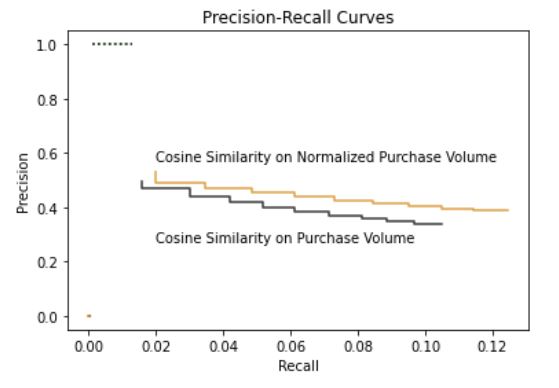 Precision-Recall Curves
1.0
0.8
0.6
0.4
0.2
0.0
Precision
Cosine Similarity on Normalized Purchase Volume
Cosine Similarity on Purchase Volume
0.00 0.02 0.04 0.06 0.08 0.10 0.12
Recall